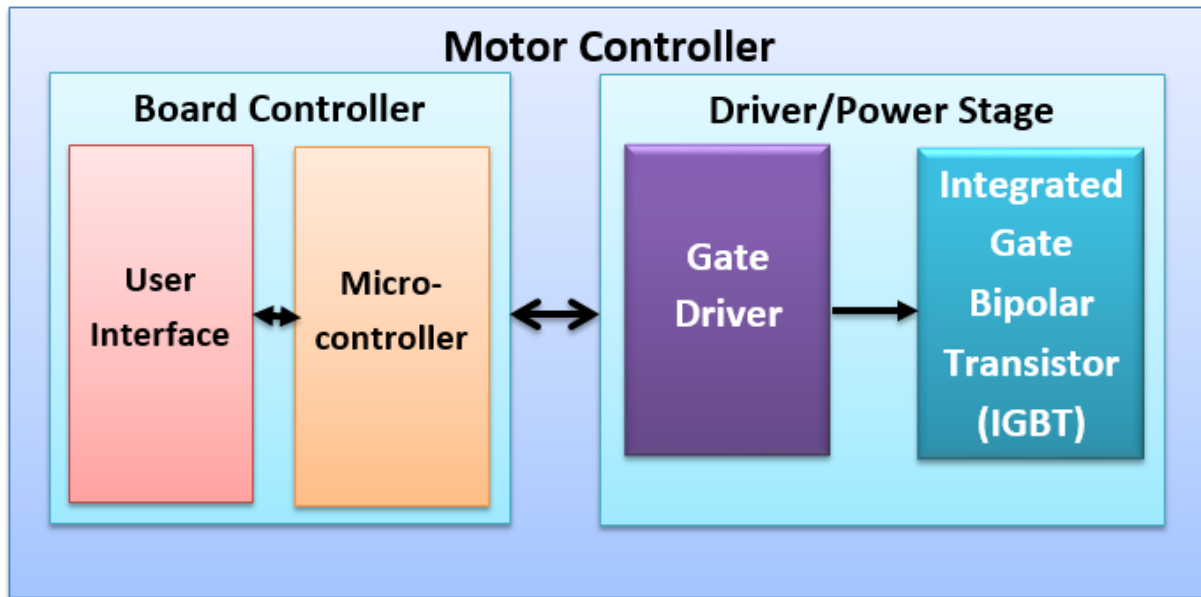 Motor Controller
Board Controller
User
Interface
Micro-
controller
Driver/Power Stage
Gate
Driver
Integrated
Gate
Bipolar
Transistor
(IGBT)